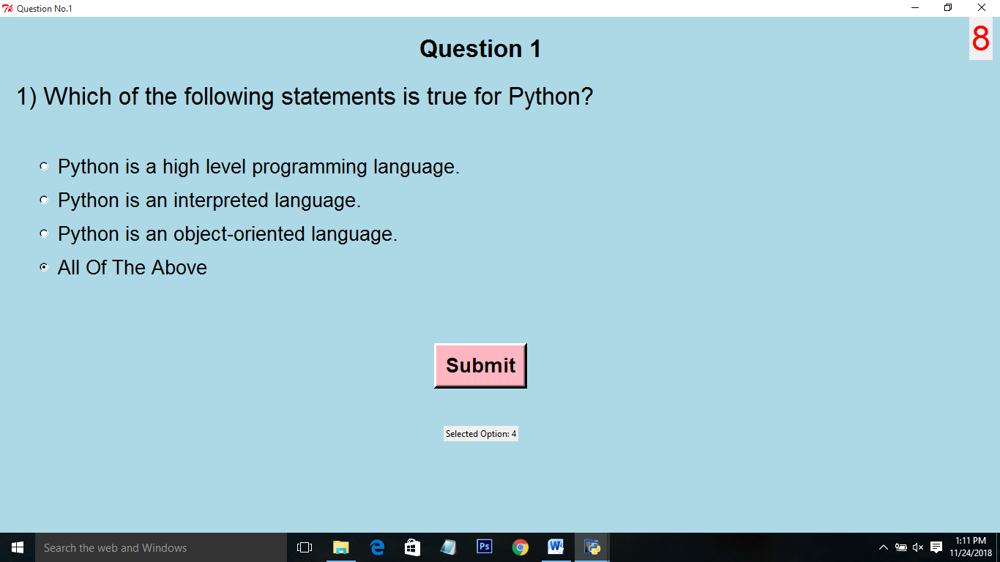 Question No.1
8
Question 1
1) Which of the following statements is true for Python?
Python is a high level programming language.
Python is an interpreted language.
Python is an object-oriented language.
All Of The Above
Submit
Selected Option: 4
Search the web and Windows
Ps
1:11 PM
11/24/2018